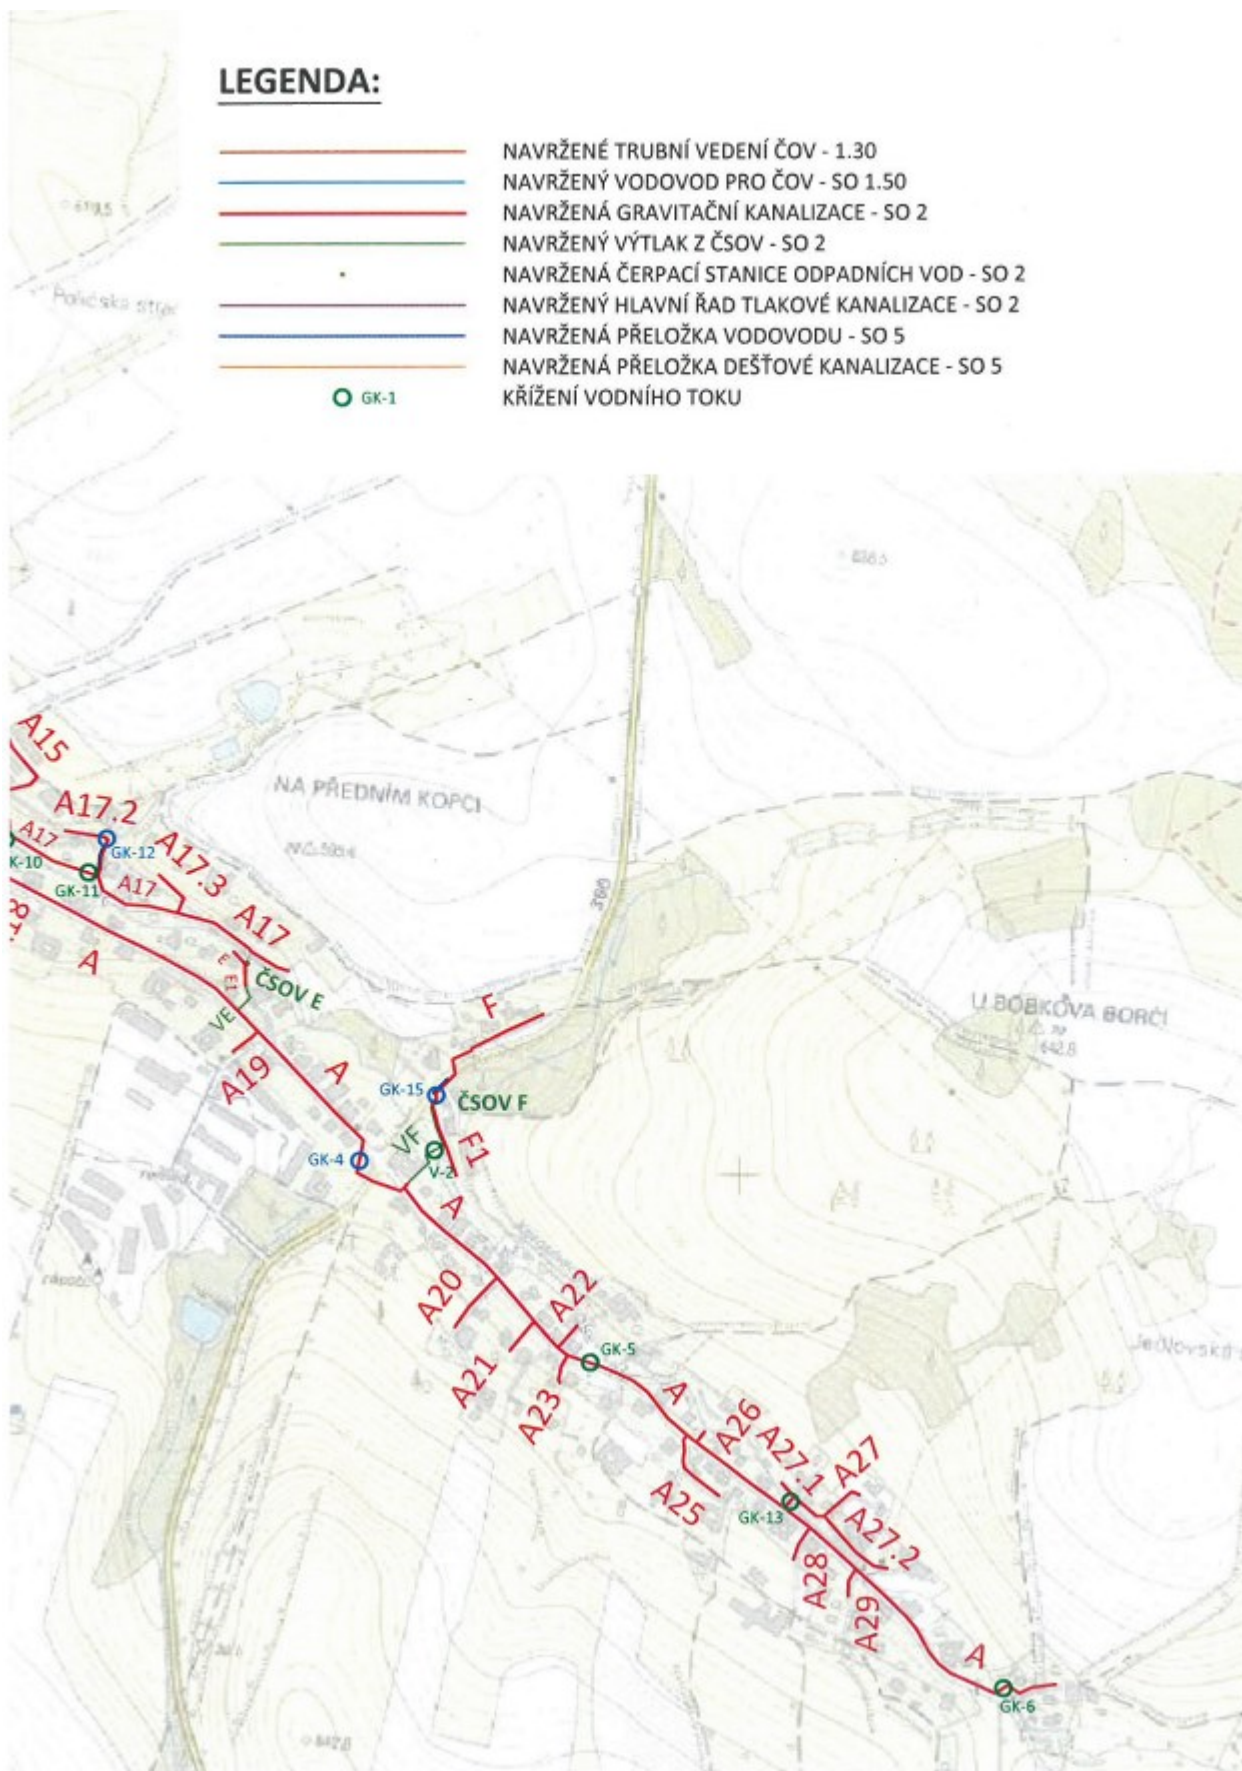 LEGENDA:
NAVRŽENÉ TRUBNÍ VEDENÍ ČOV - 1.30
NAVRŽENÝ VODOVOD PRO ČOV - SO 1.50
NAVRŽENÁ GRAVITAČNÍ KANALIZACE - SO 2
NAVRŽENÝ VÝTLAK Z ČSOV - SO 2
NAVRŽENÁ ČERPACÍ STANICE ODPADNÍCH VOD - SO 2
NAVRŽENÝ HLAVNÍ ŘAD TLAKOVÉ KANALIZACE - SO 2
NAVRŽENÁ PŘELOŽKA VODOVODU - SO 5
NAVRŽENÁ PŘELOŽKA DEŠŤOVÉ KANALIZACE - SO 5
GK-1 KŘÍŽENÍ VODNÍHO TOKU
A15
NA PŘEDNÍM KOPCI
A17.2
A17
GK-12
A17.3
K-10
GK-11
A17
A17
380
A
E
E1
ČSOV E
VE
F
U BOBKOVA BORČÍ
642.8
A19
A
GK-15
ČSOV F
VF
F1
GK-4
V-2
A
A20
A22
A21
GK-5
A23
A
A26
A27.1
A27
A25
GK-13
A27.2
A28
A29
A
GK-6